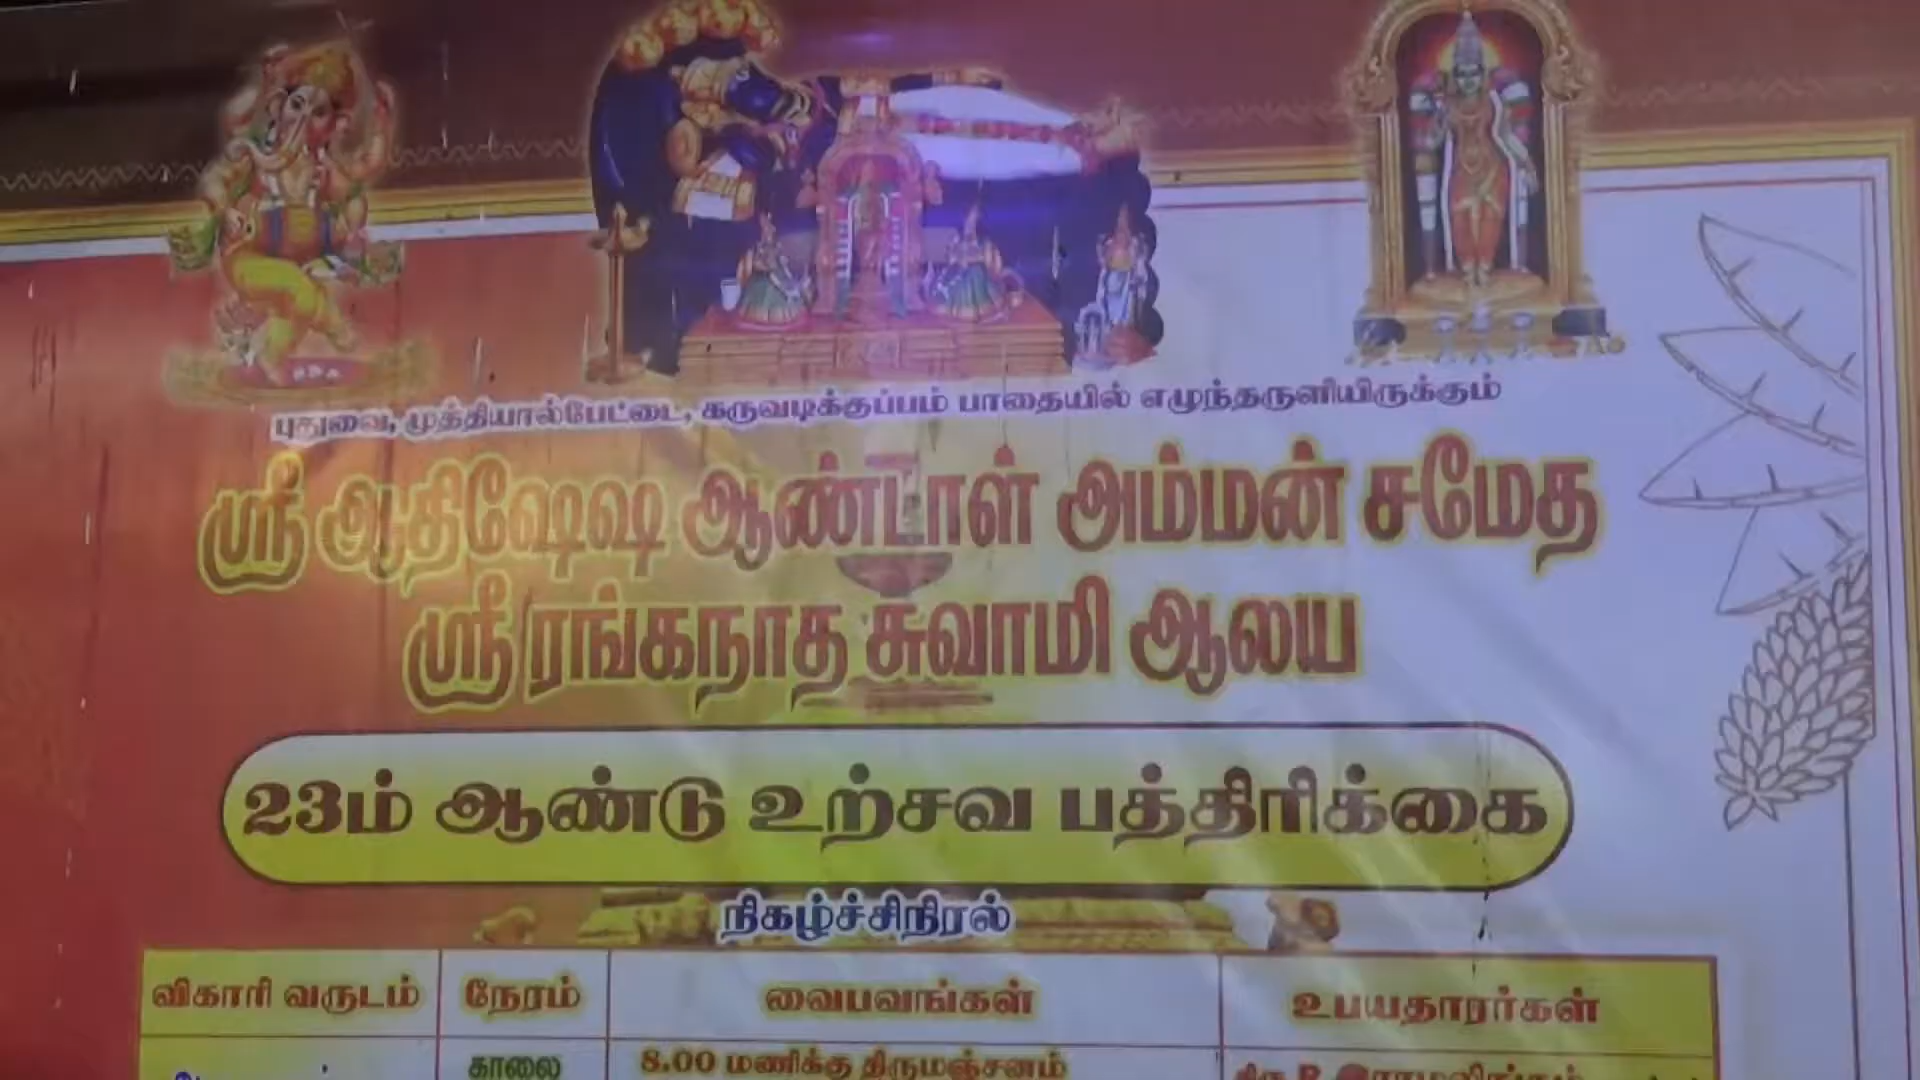 புதுவை, முத்தியால்பேட்டை, கருவடிக்குப்பம் பாதையில் எழுந்தருளியிருக்கும்
ஸ்ரீ ஆதிஷேஷ ஆண்டாள் அம்மன் சமேத
ஸ்ரீ ரங்கநாத சுவாமி ஆலய
23ம் ஆண்டு உற்சவ பத்திரிக்கை
நிகழ்ச்சிநிரல்
விகாரி வருடம் நேரம் வைபவங்கள் உபயதாரர்கள்
காலை 8.00 மணிக்கு திருமஞ்சனம்